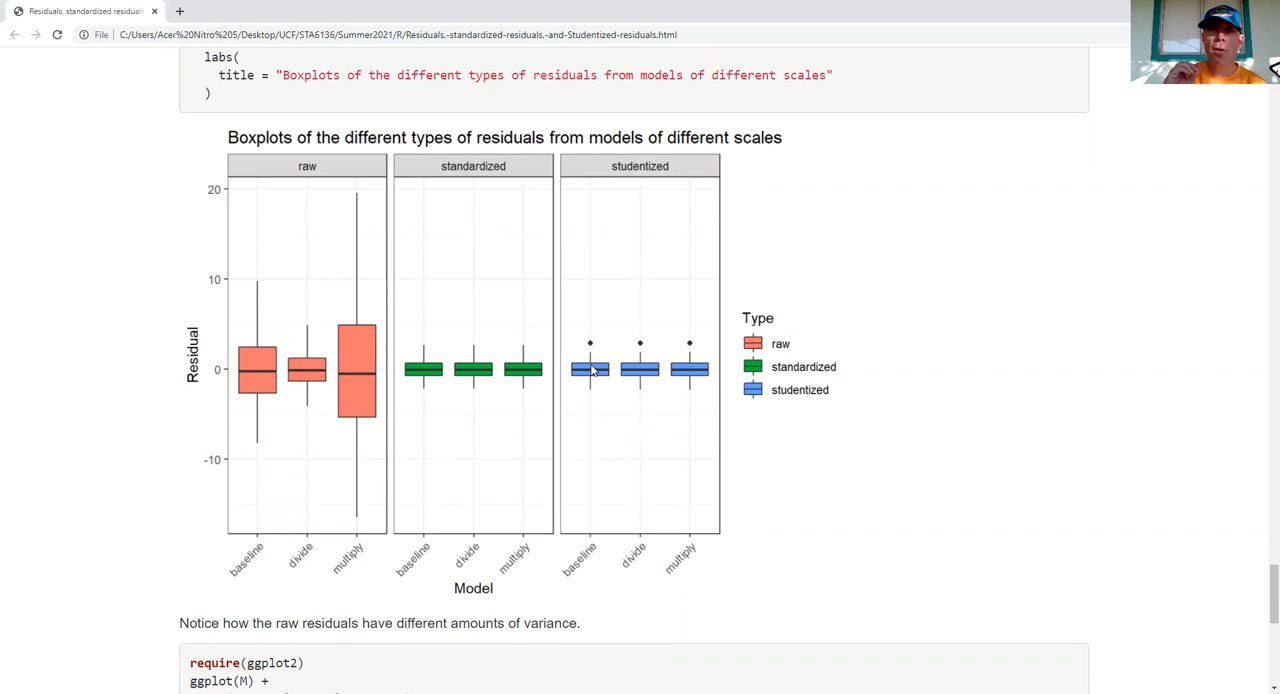 Residuals, standardized residuals
File
C:/Users/Acer%20Nitro%205/Desktop/UCF/STA6136/Summer2021/R/Residuals,-standardized-residuals,-and-Studentized-residuals.html
labs(
title = "Boxplots of the different types of residuals from models of different scales"
)
Boxplots of the different types of residuals from models of different scales
raw standardized studentized
20
10
0
-10
Residual
baseline divide multiply baseline divide multiply baseline divide multiply
Model
Type
raw
standardized
studentized
Notice how the raw residuals have different amounts of variance.
require(ggplot2)
ggplot(M) +